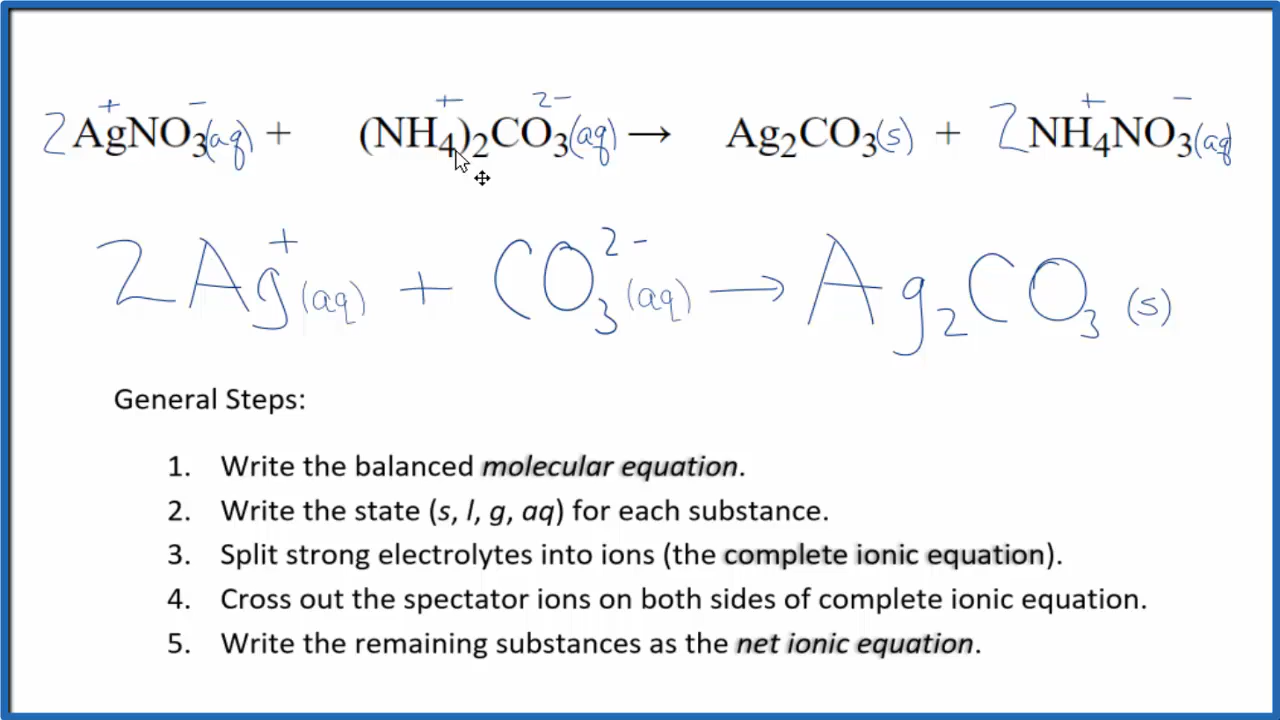 2AgNO₃(aq) + (NH₄)₂CO₃(aq) → Ag₂CO₃(s) + 2NH₄NO₃(aq)
+ - + 2- + -
2Ag⁺(aq) + CO₃²⁻(aq) → Ag₂CO₃(s)
General Steps:
1. Write the balanced molecular equation.
2. Write the state (s, l, g, aq) for each substance.
3. Split strong electrolytes into ions (the complete ionic equation).
4. Cross out the spectator ions on both sides of complete ionic equation.
5. Write the remaining substances as the net ionic equation.